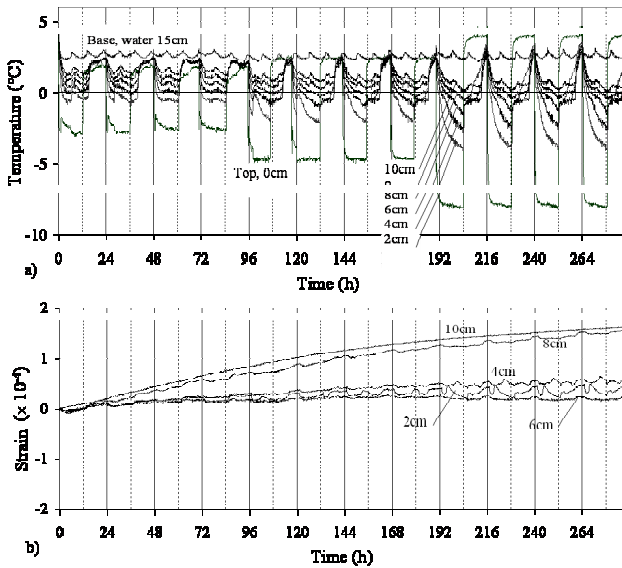 5
Base, water 15cm
0
-5
-10
Temperature (°C)
Top, 0cm
10cm
8cm
6cm
4cm
2cm
a)
0 24 48 72 96 120 144 192 216 240 264
Time (h)
2
1
0
-1
-2
Strain (× 10⁻⁴)
10cm
8cm
4cm
2cm
6cm
b)
0 24 48 72 96 120 144 168 192 216 240 264
Time (h)